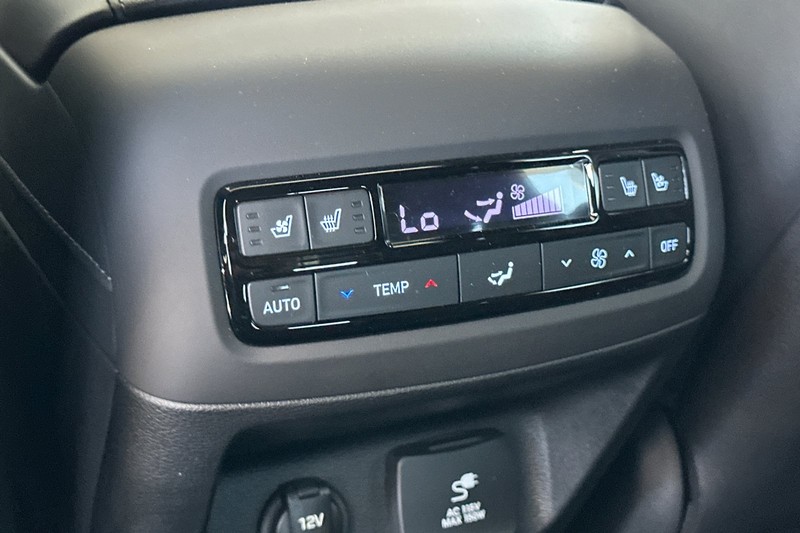 Lo
AUTO
TEMP
OFF
12V
AC 115V
MAX 150W